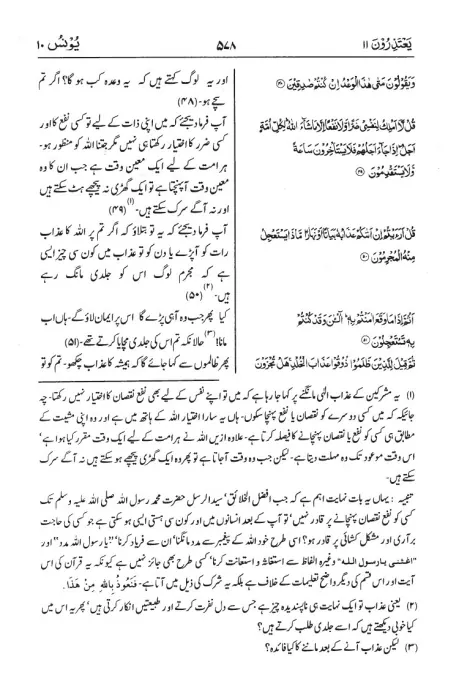 یَعْتَذِرُوْنَ ۱۱
۵۷۸
یُوْنُس ۱۰
وَيَقُولُونَ مَتٰى هٰذَا الْوَعْدُ اِنْ كُنْتُمْ صٰدِقِيْنَ ۝
قُلْ لَّآ اَمْلِكُ لِنَفْسِيْ ضَرًّا وَّلَا نَفْعًا اِلَّا مَا شَآءَ اللّٰهُ لِكُلِّ اُمَّةٍ
اَجَلٌ اِذَا جَآءَ اَجَلُهُمْ فَلَا يَسْتَأْخِرُوْنَ سَاعَةً
وَّلَا يَسْتَقْدِمُوْنَ ۝
قُلْ اَرَءَيْتُمْ اِنْ اَتٰىكُمْ عَذَابُهٗ بَيَاتًا اَوْ نَهَارًا مَّاذَا يَسْتَعْجِلُ
مِنْهُ الْمُجْرِمُوْنَ ۝
اَثُمَّ اِذَا مَا وَقَعَ اٰمَنْتُمْ بِهٖ آٰلْـٰٔنَ وَقَدْ كُنْتُمْ
بِهٖ تَسْتَعْجِلُوْنَ ۝
ثُمَّ قِيْلَ لِلَّذِيْنَ ظَلَمُوْا ذُوْقُوْا عَذَابَ الْخُلْدِ هَلْ تُجْزَوْنَ
اور یہ لوگ کہتے ہیں کہ یہ وعدہ کب ہو گا؟ اگر تم
سچے ہو۔ (۴۸)
آپ فرما دیجئے کہ میں اپنی ذات کے لیے تو کسی نفع کا اور
کسی ضرر کا اختیار رکھتا ہی نہیں مگر جتنا اللہ کو منظور ہو۔
ہر امت کے لیے ایک معین وقت ہے جب ان کا وہ
معین وقت آپہنچتا ہے تو ایک گھڑی نہ پیچھے ہٹ سکتے ہیں
اور نہ آگے سرک سکتے ہیں۔ (۱) (۴۹)
آپ فرما دیجئے کہ یہ تو بتلاؤ کہ اگر تم پر اللہ کا عذاب
رات کو آپڑے یا دن کو تو عذاب میں کون سی چیز ایسی
ہے کہ مجرم لوگ اس کو جلدی مانگ رہے
ہیں۔ (۲) (۵۰)
کیا پھر جب وہ آہی پڑے گا اس پر ایمان لاؤ گے۔ ہاں اب
مانا! (۳) حالانکہ تم اس کی جلدی مچایا کرتے تھے۔ (۵۱)
پھر ظالموں سے کہا جائے گا کہ ہمیشہ کا عذاب چکھو۔ تم کو تو
(۱) یہ مشرکین کے عذاب الٰہی مانگنے پر کہا جا رہا ہے کہ میں تو اپنے نفس کے لیے بھی نفع نقصان کا اختیار نہیں رکھتا۔ چہ
جائیکہ کہ میں کسی دوسرے کو نقصان یا نفع پہنچا سکوں۔ ہاں یہ سارا اختیار اللہ کے ہاتھ میں ہے اور وہ اپنی مشیت کے
مطابق ہی کسی کو نفع یا نقصان پہنچانے کا فیصلہ کرتا ہے۔ علاوہ ازیں اللہ نے ہر امت کے لیے ایک وقت مقرر کیا ہوا ہے'
اس وقت موعود تک وہ مہلت دیتا ہے۔ لیکن جب وہ وقت آجاتا ہے تو پھر وہ ایک گھڑی پیچھے ہو سکتے ہیں نہ آگے سرک
سکتے ہیں۔
تنبیہ : یہاں یہ بات نہایت اہم ہے کہ جب افضل الخلائق' سید الرسل حضرت محمد رسول اللہ صلی اللہ علیہ وسلم تک
کسی کو نفع نقصان پہنچانے پر قادر نہیں' تو آپ کے بعد انسانوں میں اور کون سی ہستی ایسی ہو سکتی ہے جو کسی کی حاجت
برآری اور مشکل کشائی پر قادر ہو؟ اسی طرح خود اللہ کے پیغمبر سے مدد مانگنا' ان سے فریاد کرنا' "یا رسول اللہ مدد" اور
"اغثنی یارسول اللہ" وغیرہ الفاظ سے استغاثہ و استعانت کرنا' کسی طرح بھی جائز نہیں ہے کیونکہ یہ قرآن کی اس
آیت اور اس قسم کی دیگر واضح تعلیمات کے خلاف ہے بلکہ یہ شرک کی ذیل میں آتا ہے۔ فَنَعُوْذُ بِاللّٰہِ مِنْ ھٰذَا.
(۲) یعنی عذاب تو ایک نہایت ہی ناپسندیدہ چیز ہے جس سے دل نفرت کرتے اور طبیعتیں انکار کرتی ہیں' پھر یہ اس میں
کیا خوبی دیکھتے ہیں کہ اسے جلدی طلب کرتے ہیں؟
(۳) لیکن عذاب آنے کے بعد ماننے کا کیا فائدہ؟